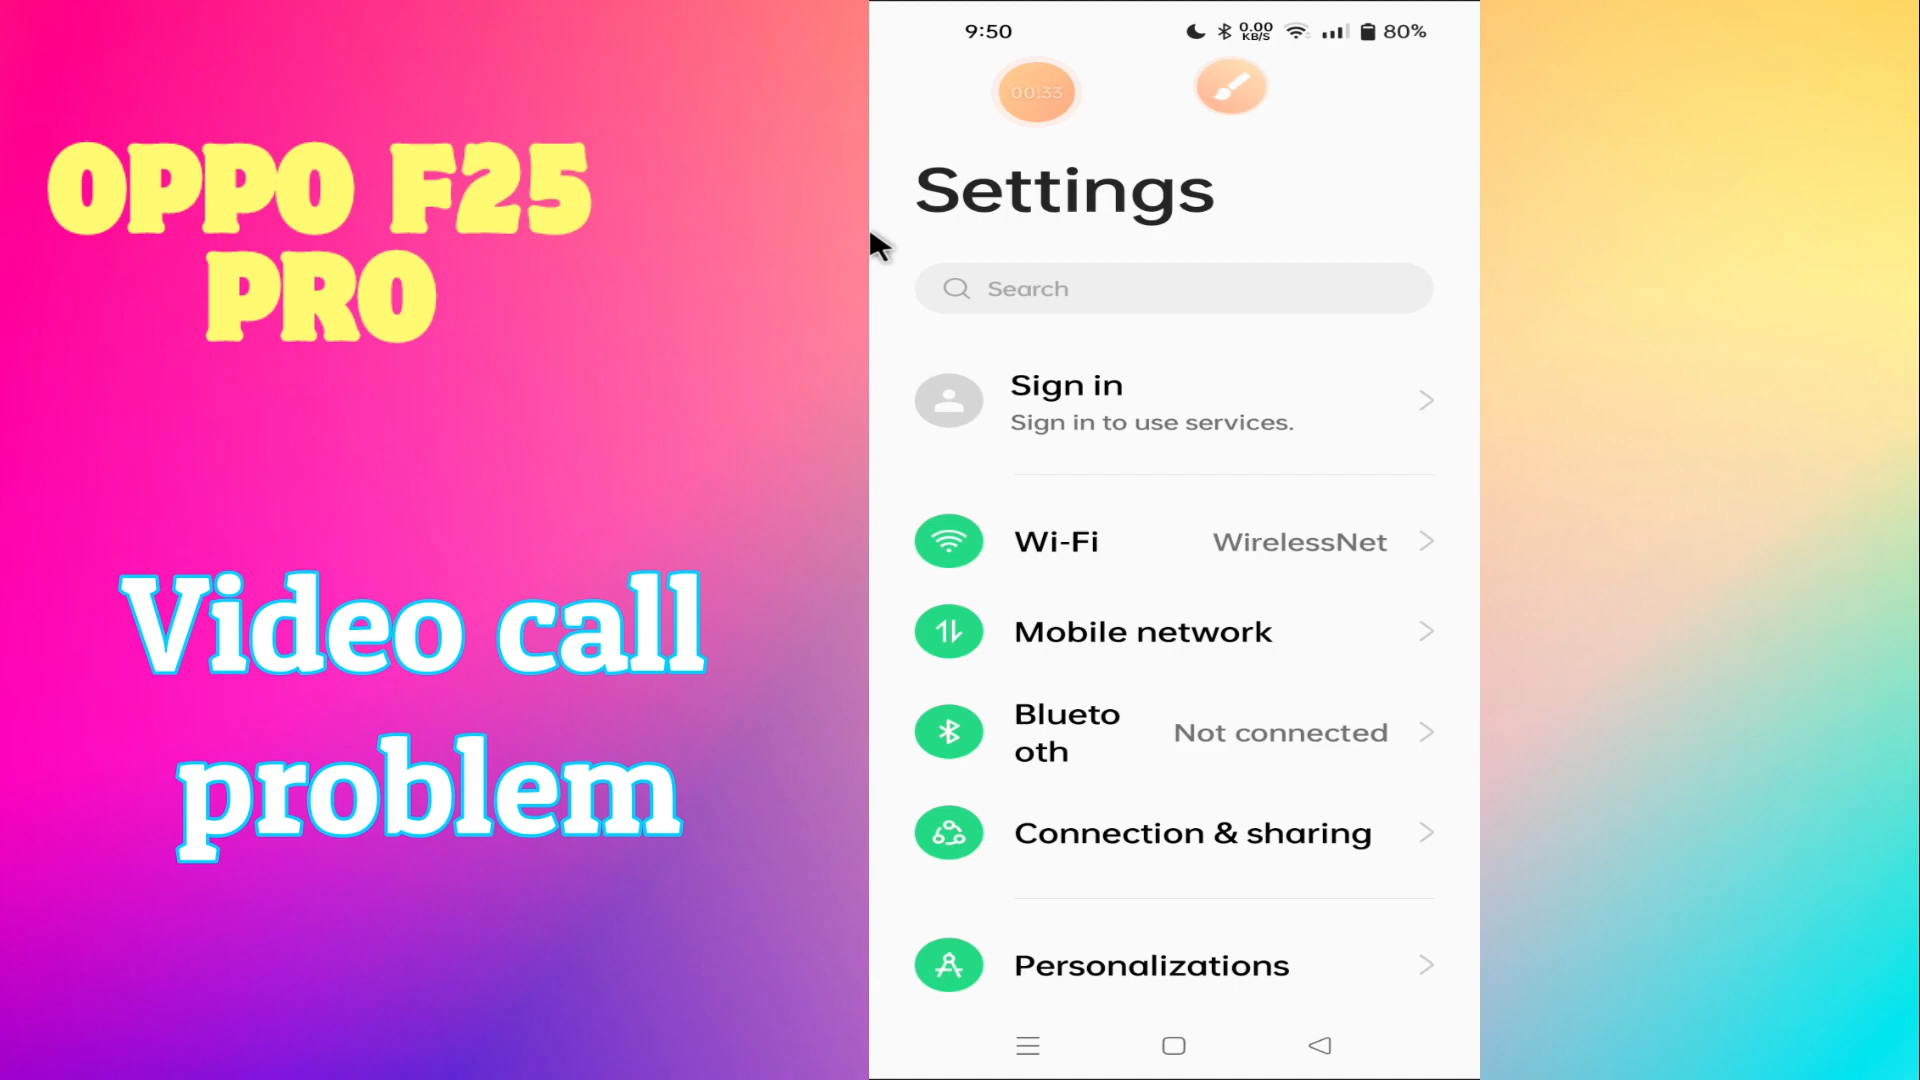 OPPO F25
PRO
Video call
problem
9:50
0.00
KB/S
80%
00:33
Settings
Search
Sign in
Sign in to use services.
Wi-Fi
WirelessNet
Mobile network
Blueto
oth
Not connected
Connection & sharing
Personalizations